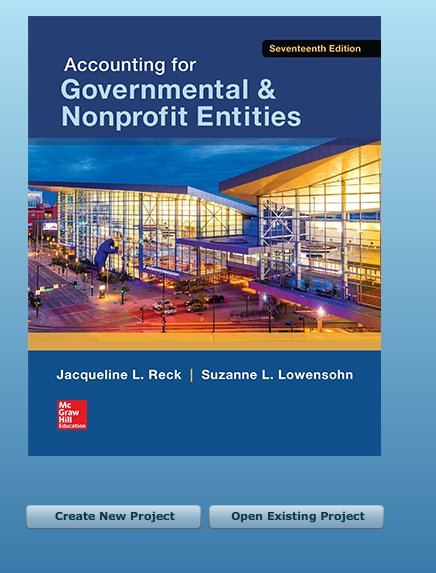 Seventeenth Edition
Accounting for
Governmental &
Nonprofit Entities
Jacqueline L. Reck | Suzanne L. Lowensohn
Mc
Graw
Hill
Education
Create New Project Open Existing Project